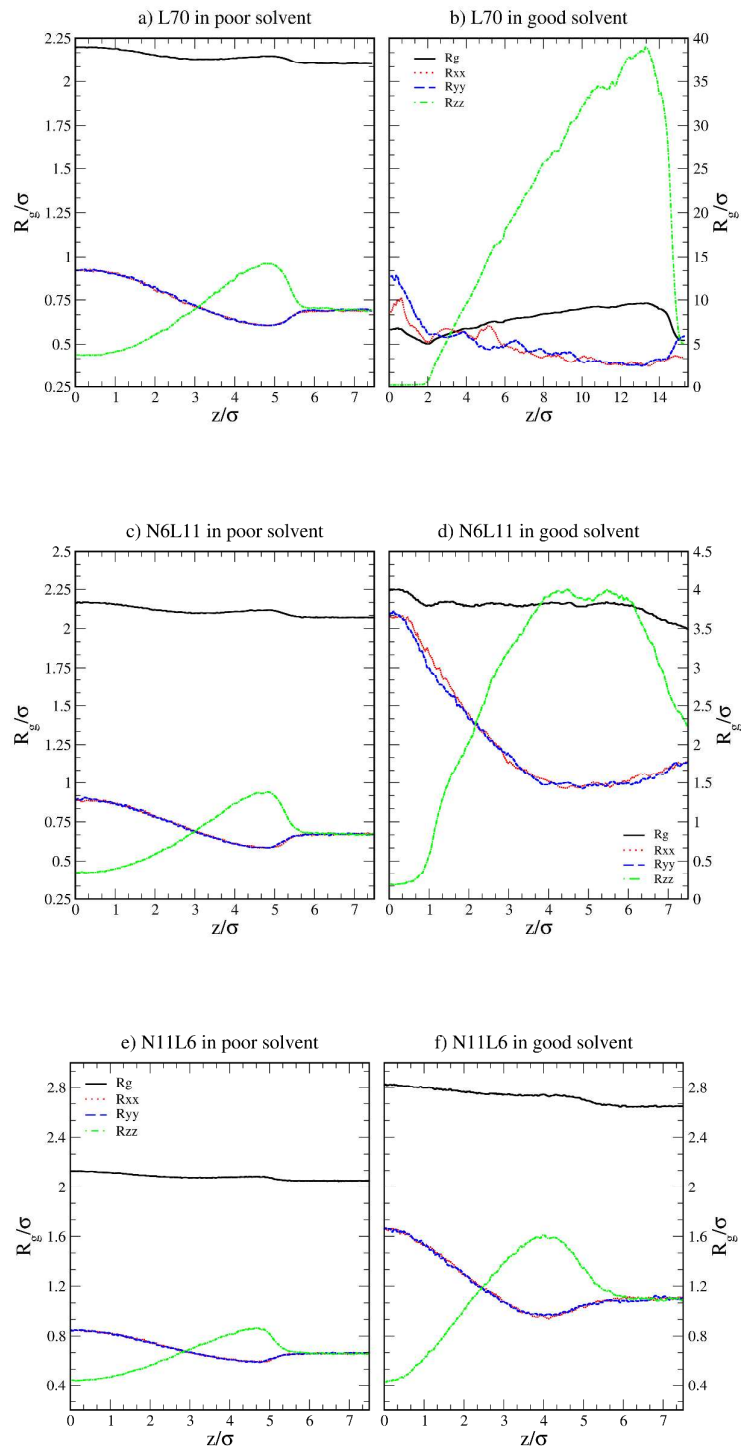 a) L70 in poor solvent
b) L70 in good solvent
2.25
2
1.75
1.5
1.25
1
0.75
0.5
0.25
R_g/σ
0 1 2 3 4 5 6 7
z/σ
Rg
Rxx
Ryy
Rzz
40
35
30
25
20
15
10
5
0
R_g/σ
0 2 4 6 8 10 12 14
z/σ
c) N6L11 in poor solvent
d) N6L11 in good solvent
2.5
2.25
2
1.75
1.5
1.25
1
0.75
0.5
0.25
R_g/σ
0 1 2 3 4 5 6 7
z/σ
4.5
4
3.5
3
2.5
2
1.5
1
0.5
0
R_g/σ
Rg
Rxx
Ryy
Rzz
0 1 2 3 4 5 6 7
z/σ
e) N11L6 in poor solvent
f) N11L6 in good solvent
2.8
2.4
2
1.6
1.2
0.8
0.4
R_g/σ
Rg
Rxx
Ryy
Rzz
0 1 2 3 4 5 6 7
z/σ
2.8
2.4
2
1.6
1.2
0.8
0.4
R_g/σ
0 1 2 3 4 5 6 7
z/σ